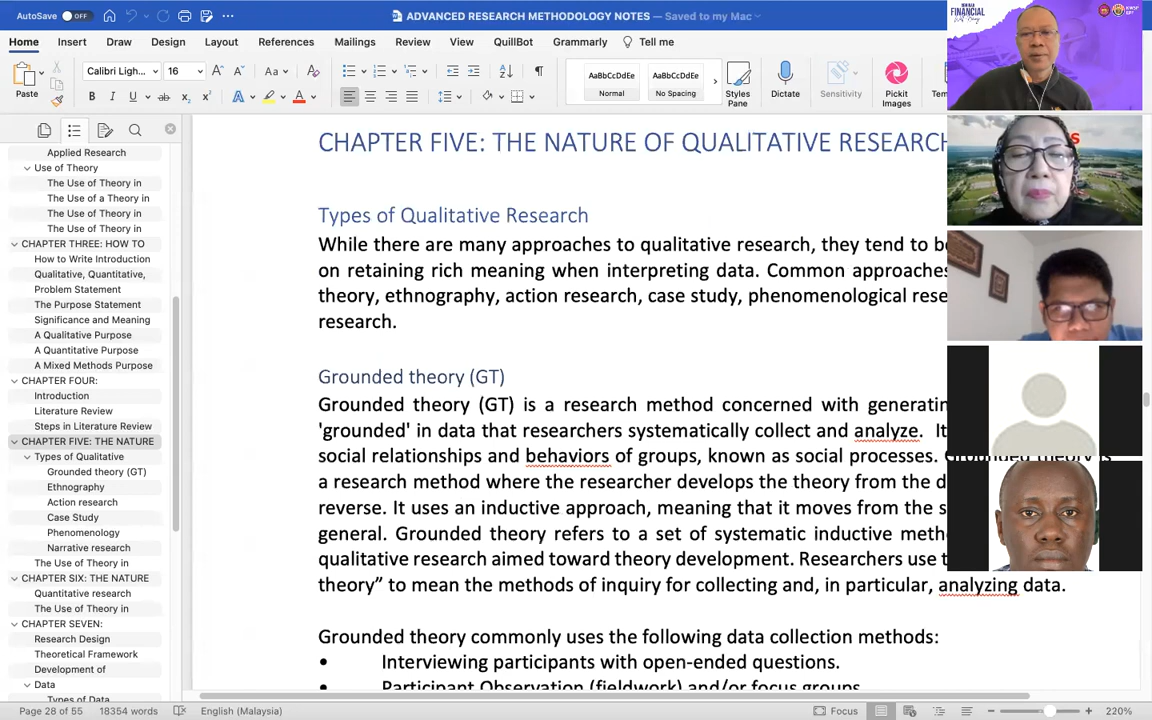 AutoSave OFF
ADVANCED RESEARCH METHODOLOGY NOTES — Saved to my Mac
Home Insert Draw Design Layout References Mailings Review View QuillBot Grammarly Tell me
Paste
Calibri Ligh... 16
AaBbCcDdEe
Normal
AaBbCcDdEe
No Spacing
Styles Pane
Dictate
Sensitivity
Pickit Images
FINANCIAL
Applied Research
Use of Theory
The Use of Theory in
The Use of a Theory in
The Use of Theory in
The Use of Theory in
CHAPTER THREE: HOW TO
How to Write Introduction
Qualitative, Quantitative,
Problem Statement
The Purpose Statement
Significance and Meaning
A Qualitative Purpose
A Quantitative Purpose
A Mixed Methods Purpose
CHAPTER FOUR:
Introduction
Literature Review
Steps in Literature Review
CHAPTER FIVE: THE NATURE
Types of Qualitative
Grounded theory (GT)
Ethnography
Action research
Case Study
Phenomenology
Narrative research
The Use of Theory in
CHAPTER SIX: THE NATURE
Quantitative research
The Use of Theory in
CHAPTER SEVEN:
Research Design
Theoretical Framework
Development of
Data
Types of Data
CHAPTER FIVE: THE NATURE OF QUALITATIVE RESEARCH
Types of Qualitative Research
While there are many approaches to qualitative research, they tend to be
on retaining rich meaning when interpreting data. Common approaches
theory, ethnography, action research, case study, phenomenological rese
research.
Grounded theory (GT)
Grounded theory (GT) is a research method concerned with generatin
'grounded' in data that researchers systematically collect and analyze. It
social relationships and behaviors of groups, known as social processes. Grounded theory is
a research method where the researcher develops the theory from the d
reverse. It uses an inductive approach, meaning that it moves from the s
general. Grounded theory refers to a set of systematic inductive meth
qualitative research aimed toward theory development. Researchers use t
theory” to mean the methods of inquiry for collecting and, in particular, analyzing data.
Grounded theory commonly uses the following data collection methods:
• Interviewing participants with open-ended questions.
• Participant Observation (fieldwork) and/or focus groups
Page 28 of 55 18354 words English (Malaysia) Focus 220%